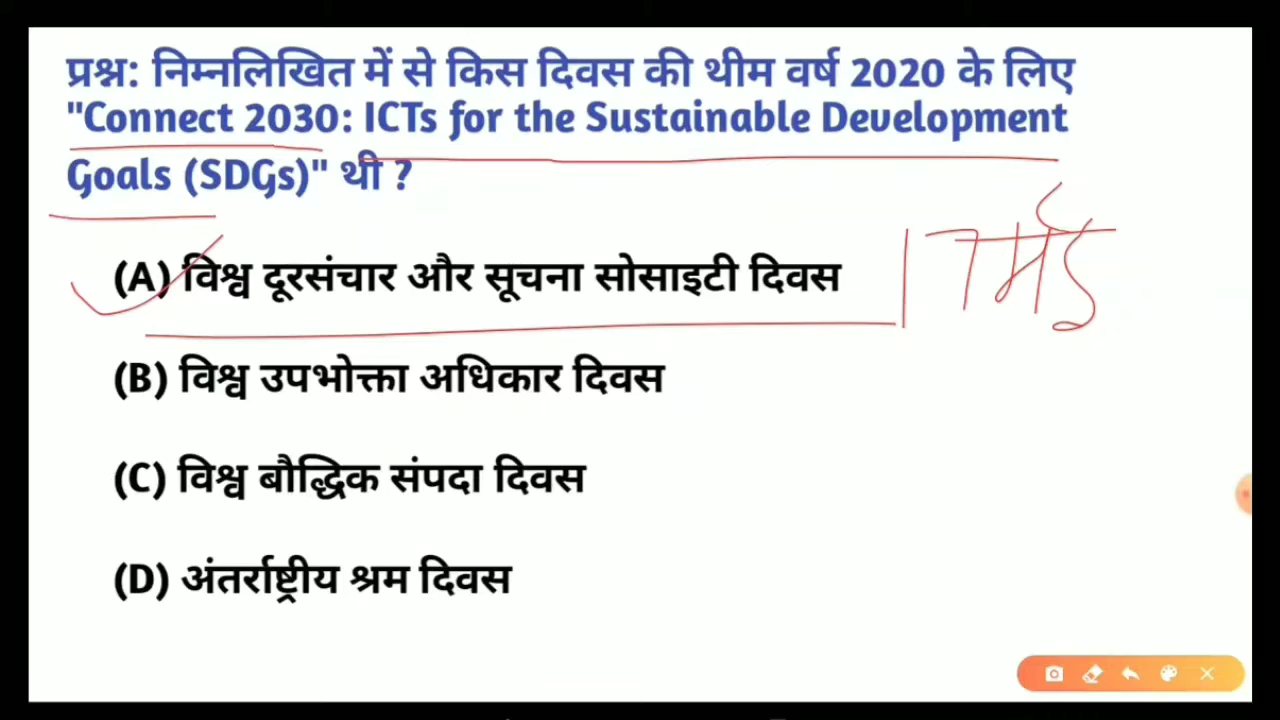 प्रश्न: निम्नलिखित में से किस दिवस की थीम वर्ष 2020 के लिए
"Connect 2030: ICTs for the Sustainable Development
Goals (SDGs)" थी ?
(A) विश्व दूरसंचार और सूचना सोसाइटी दिवस
17 मई
(B) विश्व उपभोक्ता अधिकार दिवस
(C) विश्व बौद्धिक संपदा दिवस
(D) अंतर्राष्ट्रीय श्रम दिवस